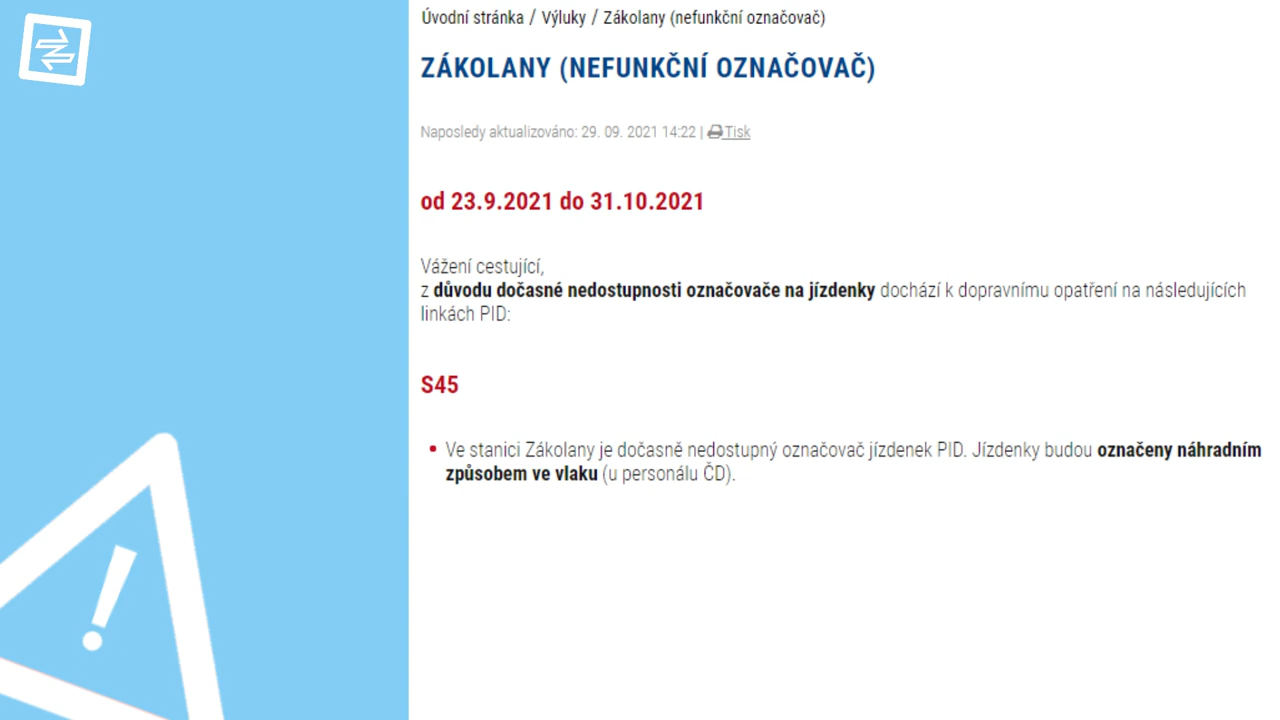 Úvodní stránka / Výluky / Zákolany (nefunkční označovač)
ZÁKOLANY (NEFUNKČNÍ OZNAČOVAČ)
Naposledy aktualizováno: 29. 09. 2021 14:22 | Tisk
od 23.9.2021 do 31.10.2021
Vážení cestující,
z důvodu dočasné nedostupnosti označovače na jízdenky dochází k dopravnímu opatření na následujících
linkách PID:
S45
Ve stanici Zákolany je dočasně nedostupný označovač jízdenek PID. Jízdenky budou označeny náhradním
způsobem ve vlaku (u personálu ČD).